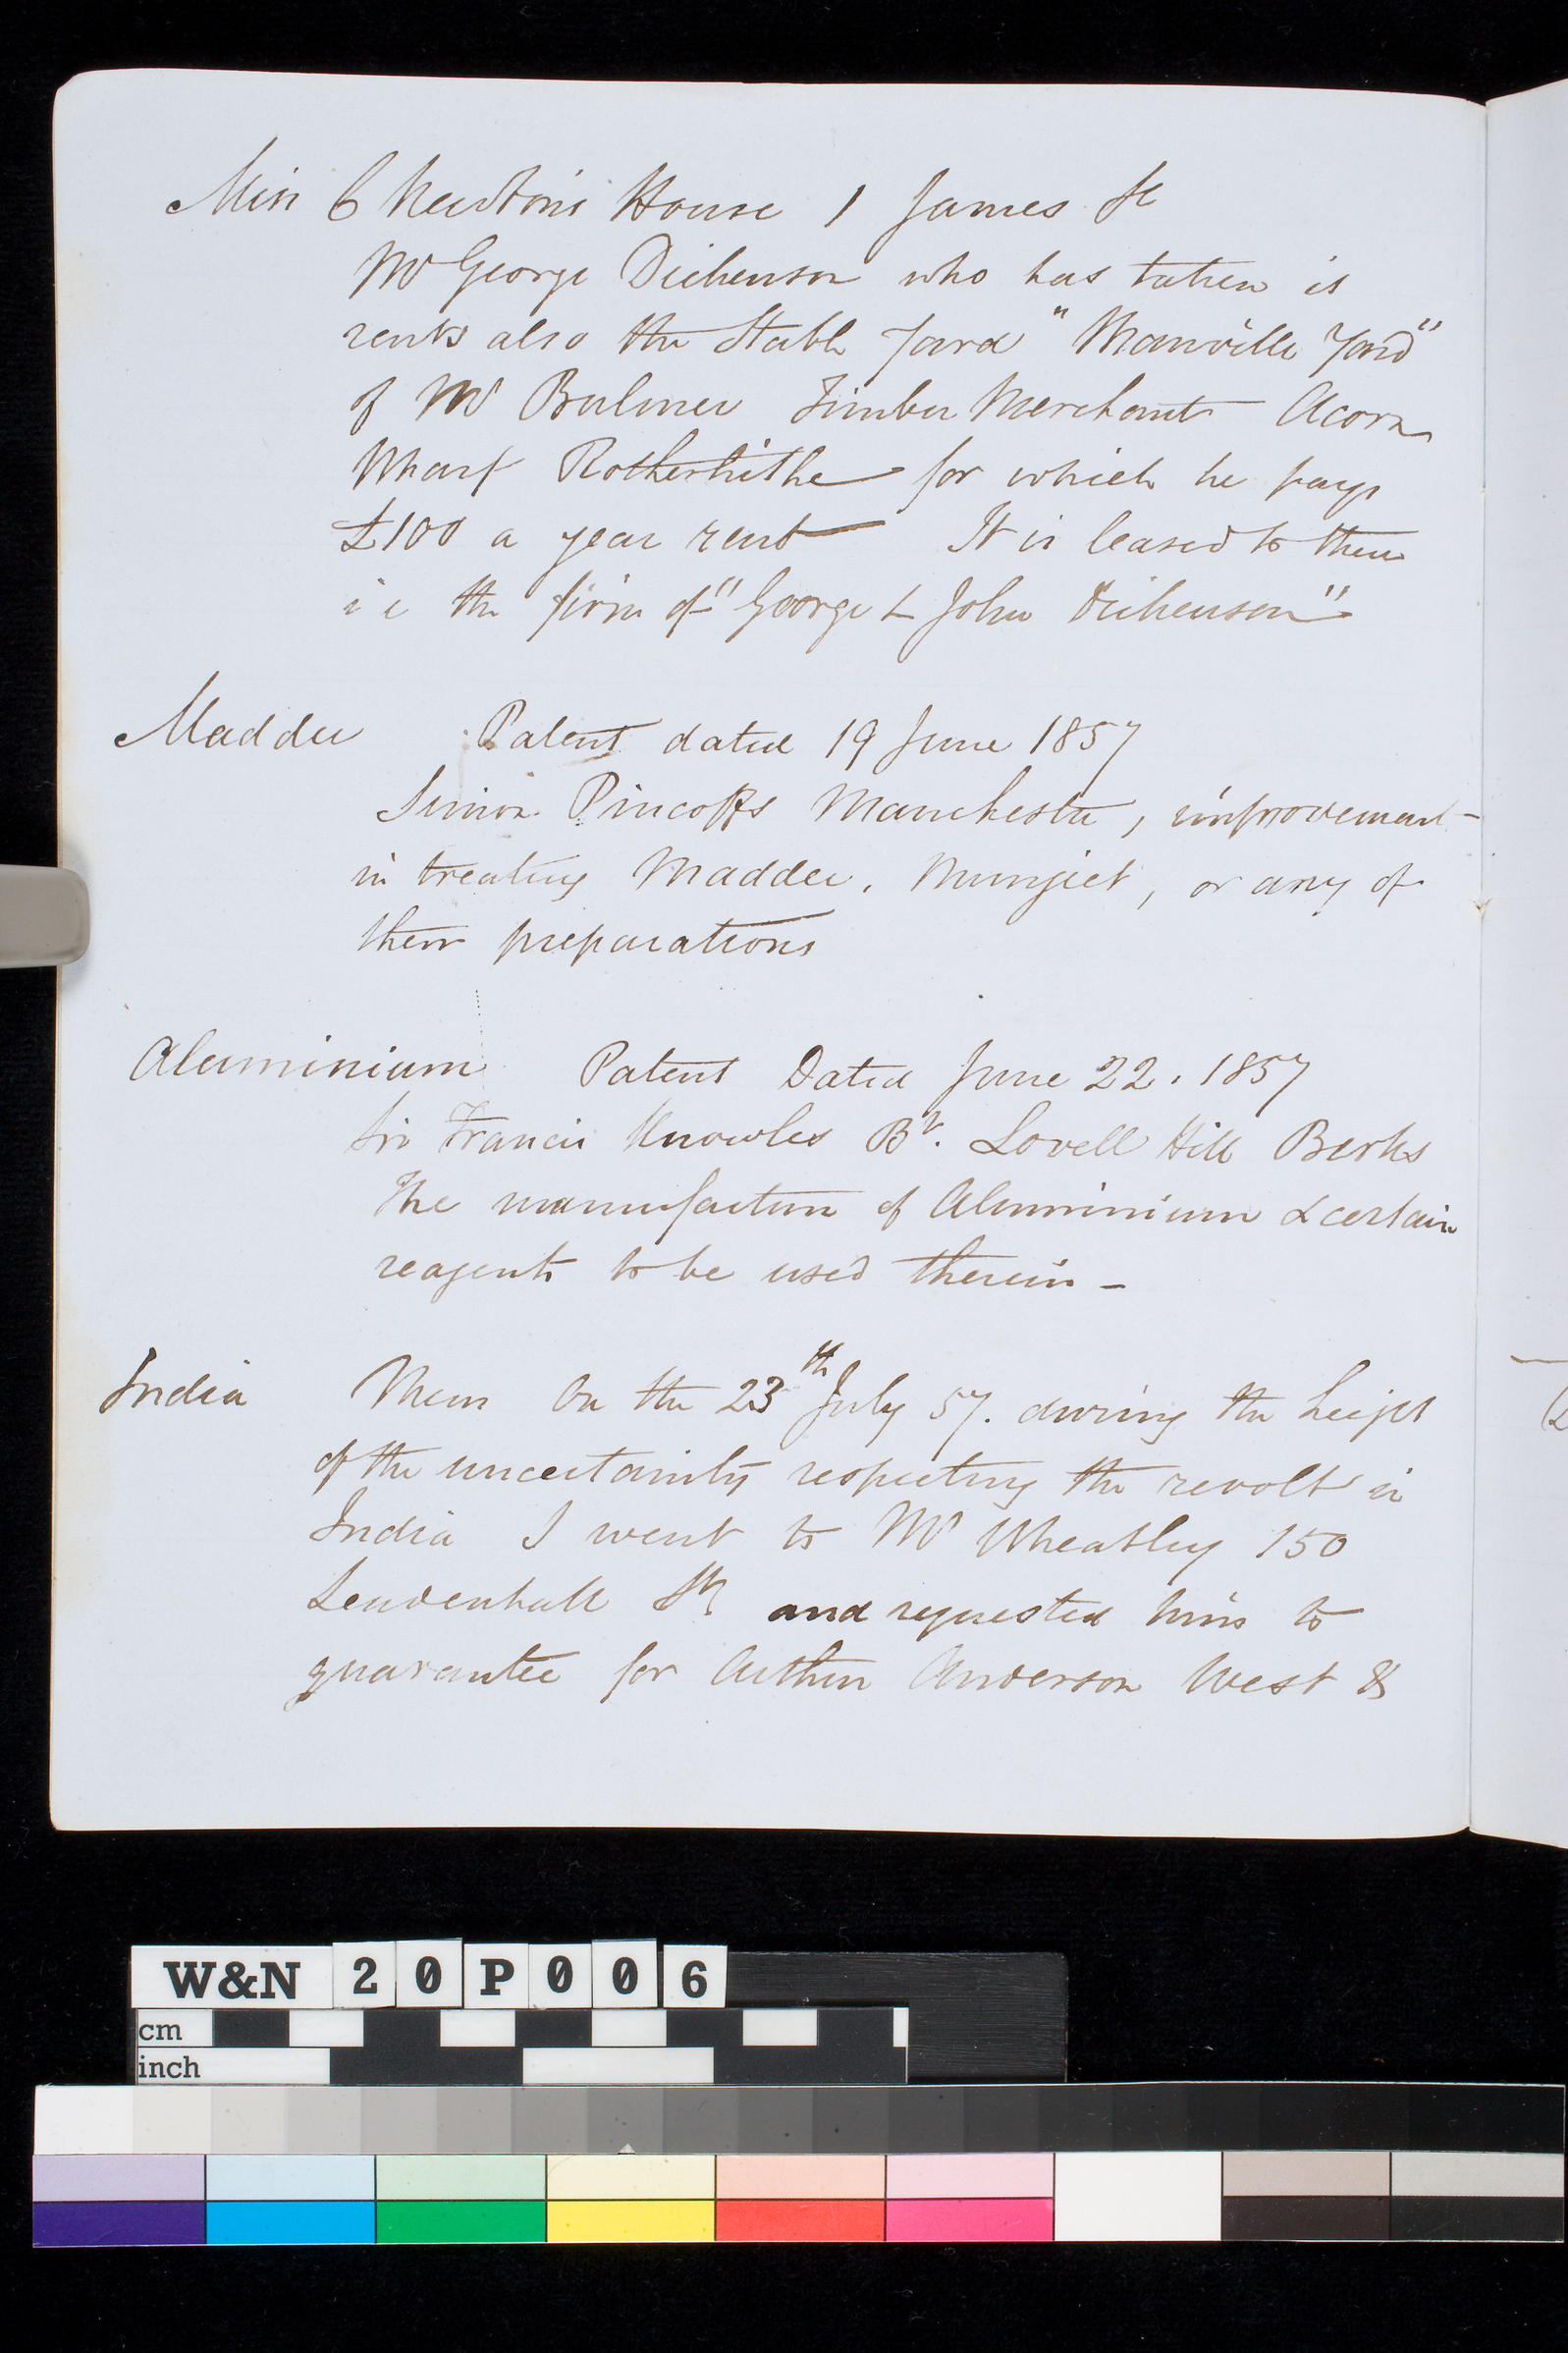 Miss C Newton's House 1 James St
Mr George Dickenson who has taken it
rents also the Stable Yard "Manville Yard"
of Mr Bulmer Timber Merchant Acorn
Wharf Rotherhithe for which he pays
£100 a year rent It is leased to them
i e the firm of "George & John Dickenson"
Madder Patent dated 19 June 1857
Simon Pincoffs Manchester, improvement
in treating Madder, Munjeet, or any of
their preparations
Aluminium Patent Dated June 22. 1857
Sir Francis Knowles Bt. Lovell Hill Berks
The manufacture of Aluminium & certain
reagents to be used therein -
India Mem On the 23th July 57. during the height
of the uncertainty respecting the revolt in
India I went to Mr Wheatley 150
Leadenhall St and requested him to
guarantee for Arthur Anderson West &
W&N 20P006
cm
inch